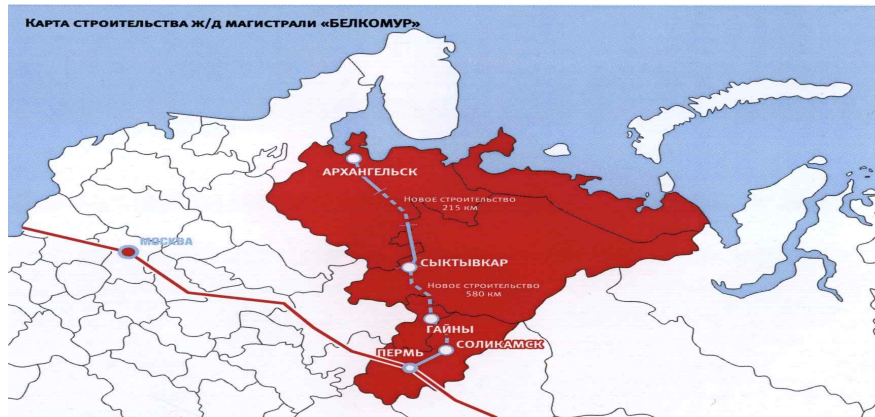 Карта строительства ж/д магистрали «Белкомур»
АРХАНГЕЛЬСК
Новое строительство
215 км
МОСКВА
СЫКТЫВКАР
Новое строительство
580 км
ГАЙНЫ
СОЛИКАМСК
ПЕРМЬ